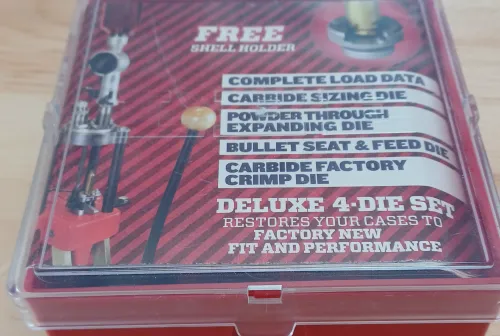 FREE
SHELL HOLDER
COMPLETE LOAD DATA
CARBIDE SIZING DIE
POWDER THROUGH
EXPANDING DIE
BULLET SEAT & FEED DIE
CARBIDE FACTORY
CRIMP DIE
DELUXE 4-DIE SET
RESTORES YOUR CASES TO
FACTORY NEW
FIT AND PERFORMANCE